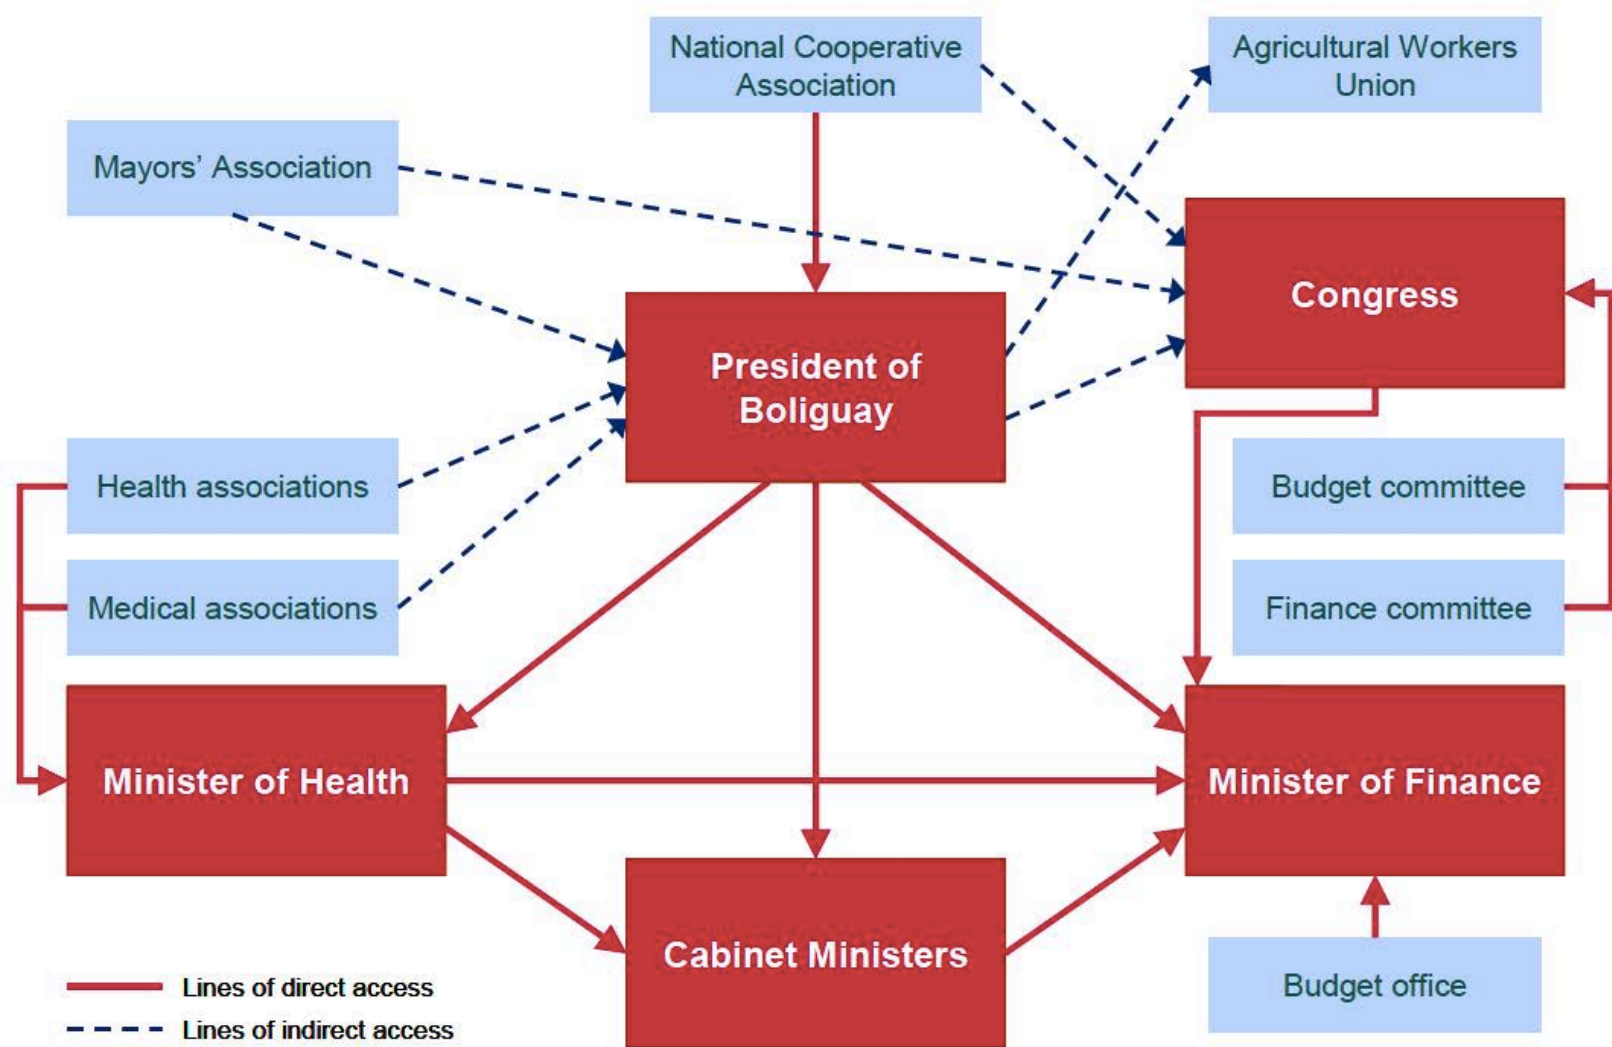 National Cooperative
Association
Agricultural Workers
Union
Mayors’ Association
Congress
President of
Boliguay
Health associations
Budget committee
Medical associations
Finance committee
Minister of Health
Minister of Finance
Cabinet Ministers
Budget office
Lines of direct access
Lines of indirect access